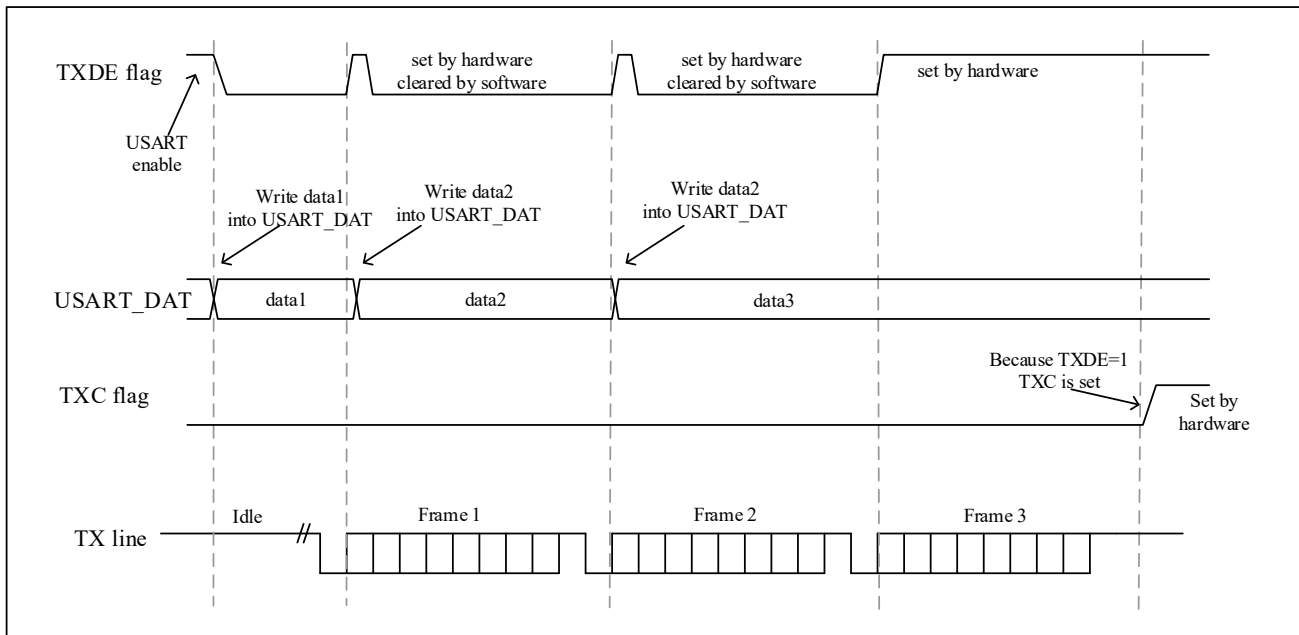 TXDE flag
set by hardware
cleared by software
set by hardware
cleared by software
set by hardware
USART
enable
Write data1
into USART_DAT
Write data2
into USART_DAT
Write data2
into USART_DAT
USART_DAT
data1
data2
data3
Because TXDE=1
TXC is set
TXC flag
Set by
hardware
Idle
Frame 1
Frame 2
Frame 3
TX line